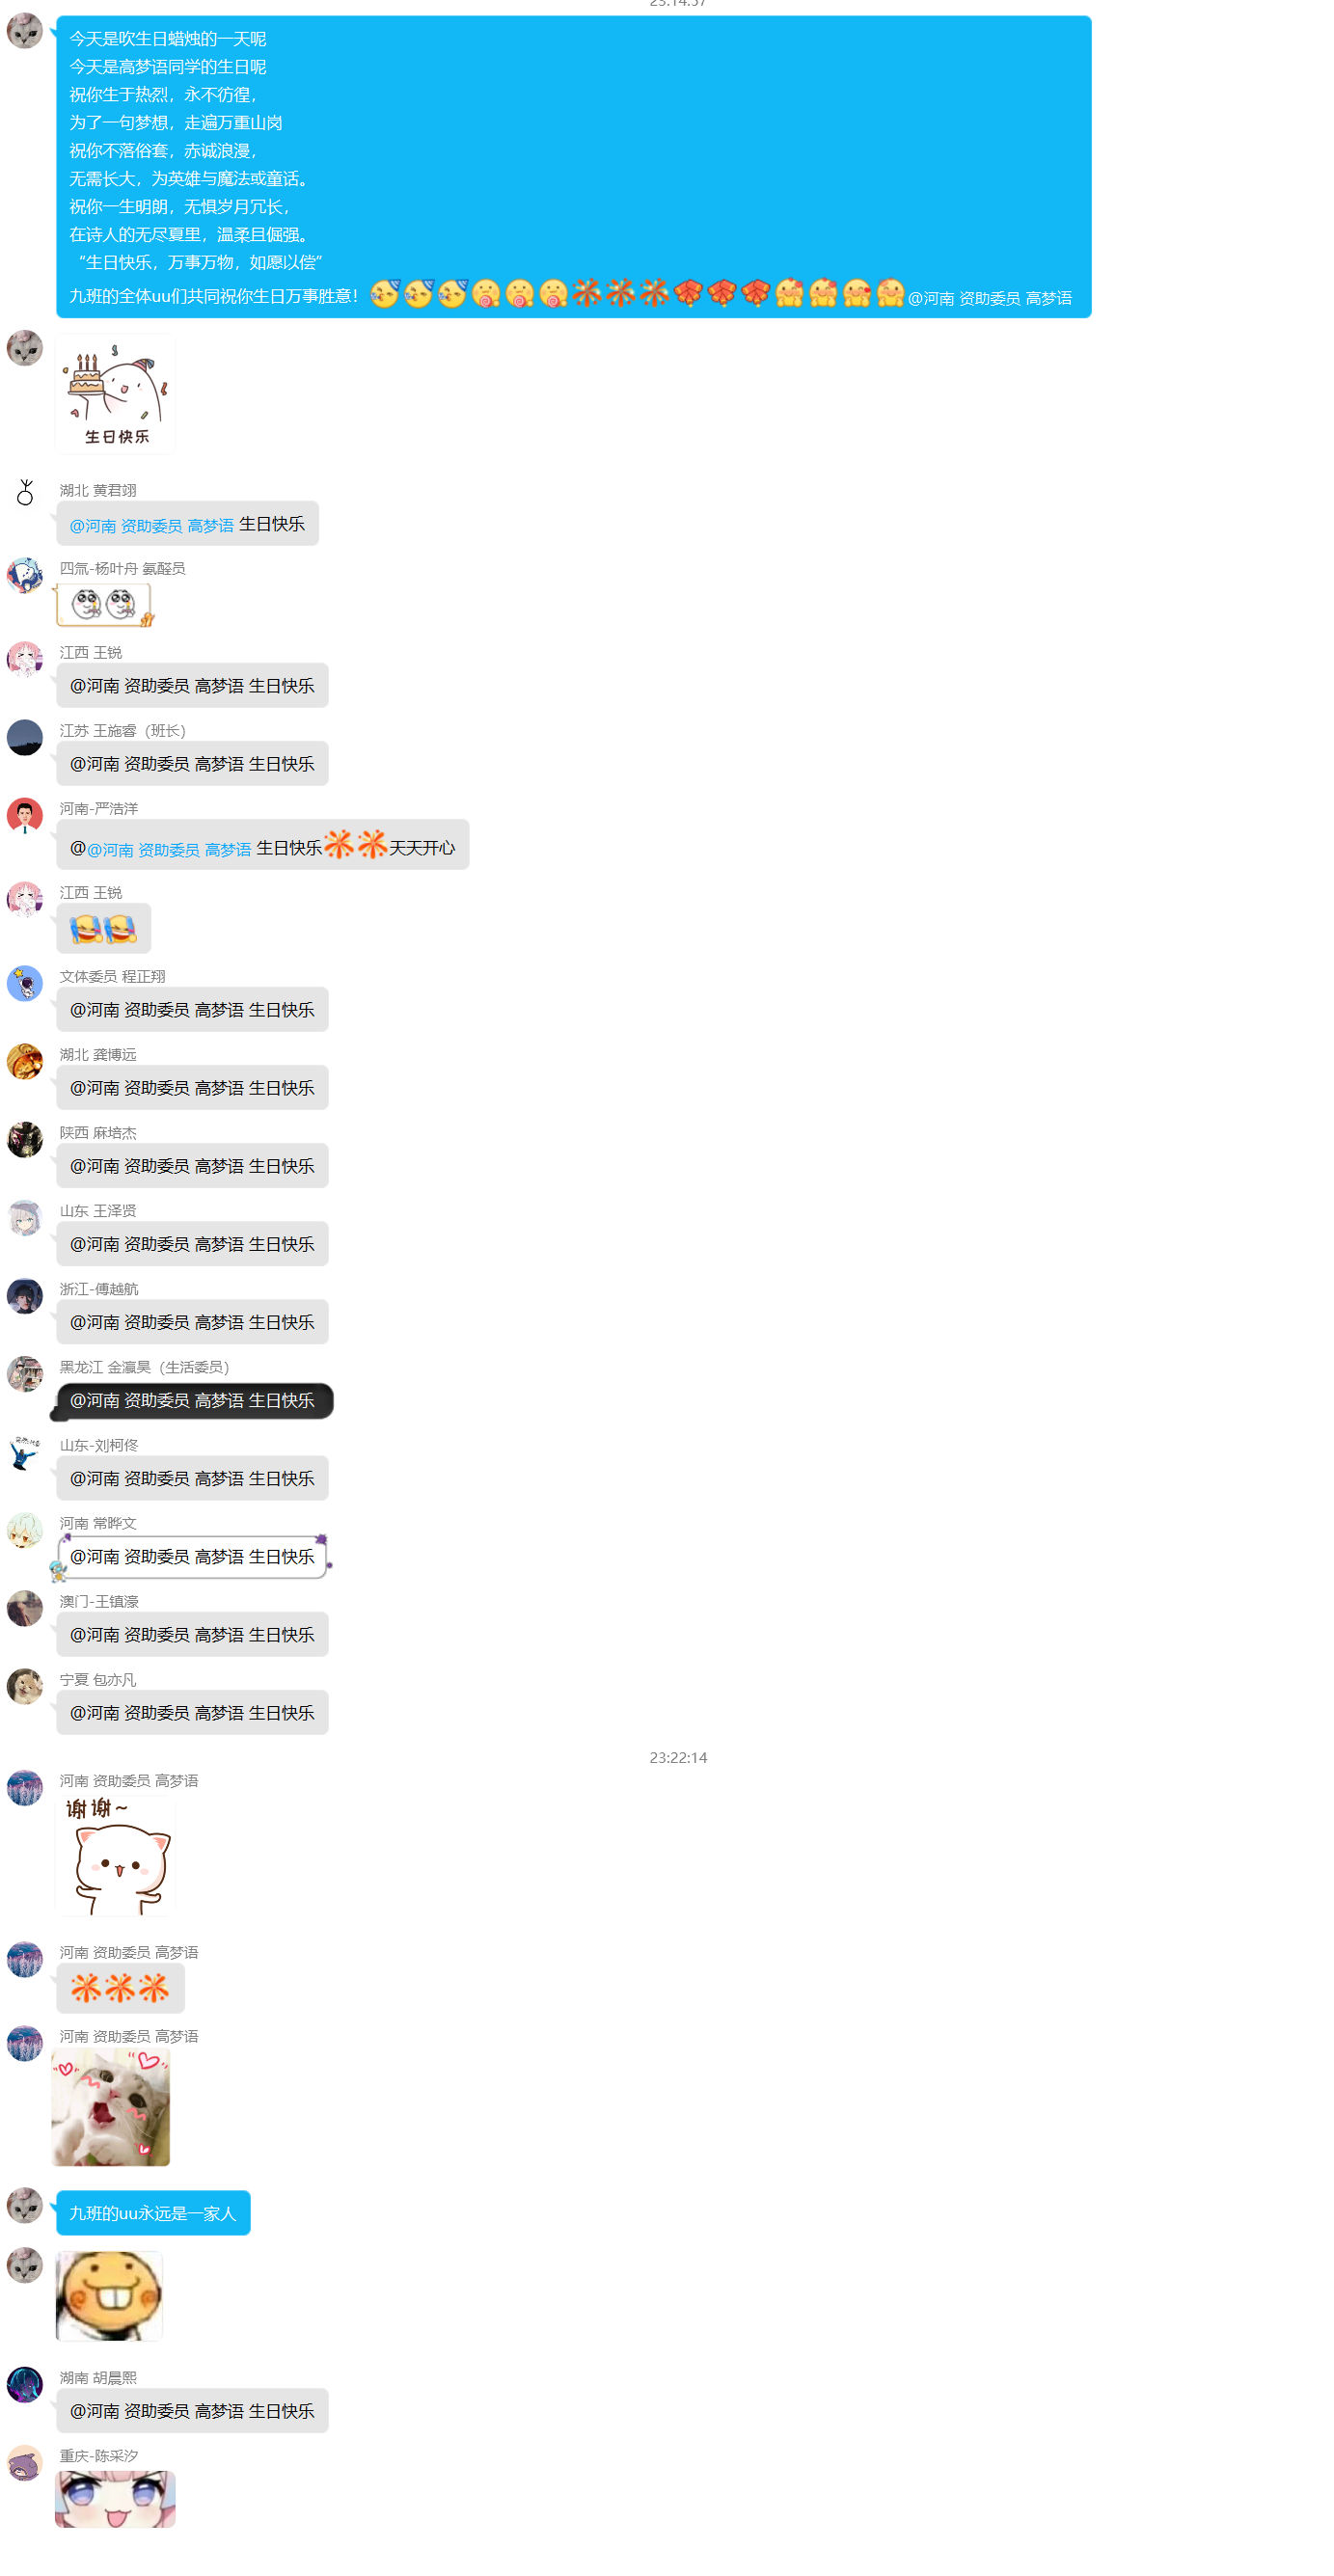 23:14:57
今天是吹生日蜡烛的一天呢
今天是高梦语同学的生日呢
祝你生于热烈，永不彷徨，
为了一句梦想，走遍万重山岗
祝你不落俗套，赤诚浪漫，
无需长大，为英雄与魔法或童话。
祝你一生明朗，无惧岁月冗长，
在诗人的无尽夏里，温柔且倔强。
“生日快乐，万事万物，如愿以偿”
九班的全体uu们共同祝你生日万事胜意！@河南 资助委员 高梦语
生日快乐
湖北 黄君翊
@河南 资助委员 高梦语 生日快乐
四氚-杨叶舟 氨醛员
江西 王锐
@河南 资助委员 高梦语 生日快乐
江苏 王施睿（班长）
@河南 资助委员 高梦语 生日快乐
河南-严浩洋
@@河南 资助委员 高梦语 生日快乐天天开心
江西 王锐
文体委员 程正翔
@河南 资助委员 高梦语 生日快乐
湖北 龚博远
@河南 资助委员 高梦语 生日快乐
陕西 麻培杰
@河南 资助委员 高梦语 生日快乐
山东 王泽贤
@河南 资助委员 高梦语 生日快乐
浙江-傅越航
@河南 资助委员 高梦语 生日快乐
黑龙江 金瀛昊（生活委员）
@河南 资助委员 高梦语 生日快乐
山东-刘柯佟
@河南 资助委员 高梦语 生日快乐
河南 常晔文
@河南 资助委员 高梦语 生日快乐
澳门-王镇濠
@河南 资助委员 高梦语 生日快乐
宁夏 包亦凡
@河南 资助委员 高梦语 生日快乐
23:22:14
河南 资助委员 高梦语
谢谢~
河南 资助委员 高梦语
河南 资助委员 高梦语
九班的uu永远是一家人
湖南 胡晨熙
@河南 资助委员 高梦语 生日快乐
重庆-陈采汐